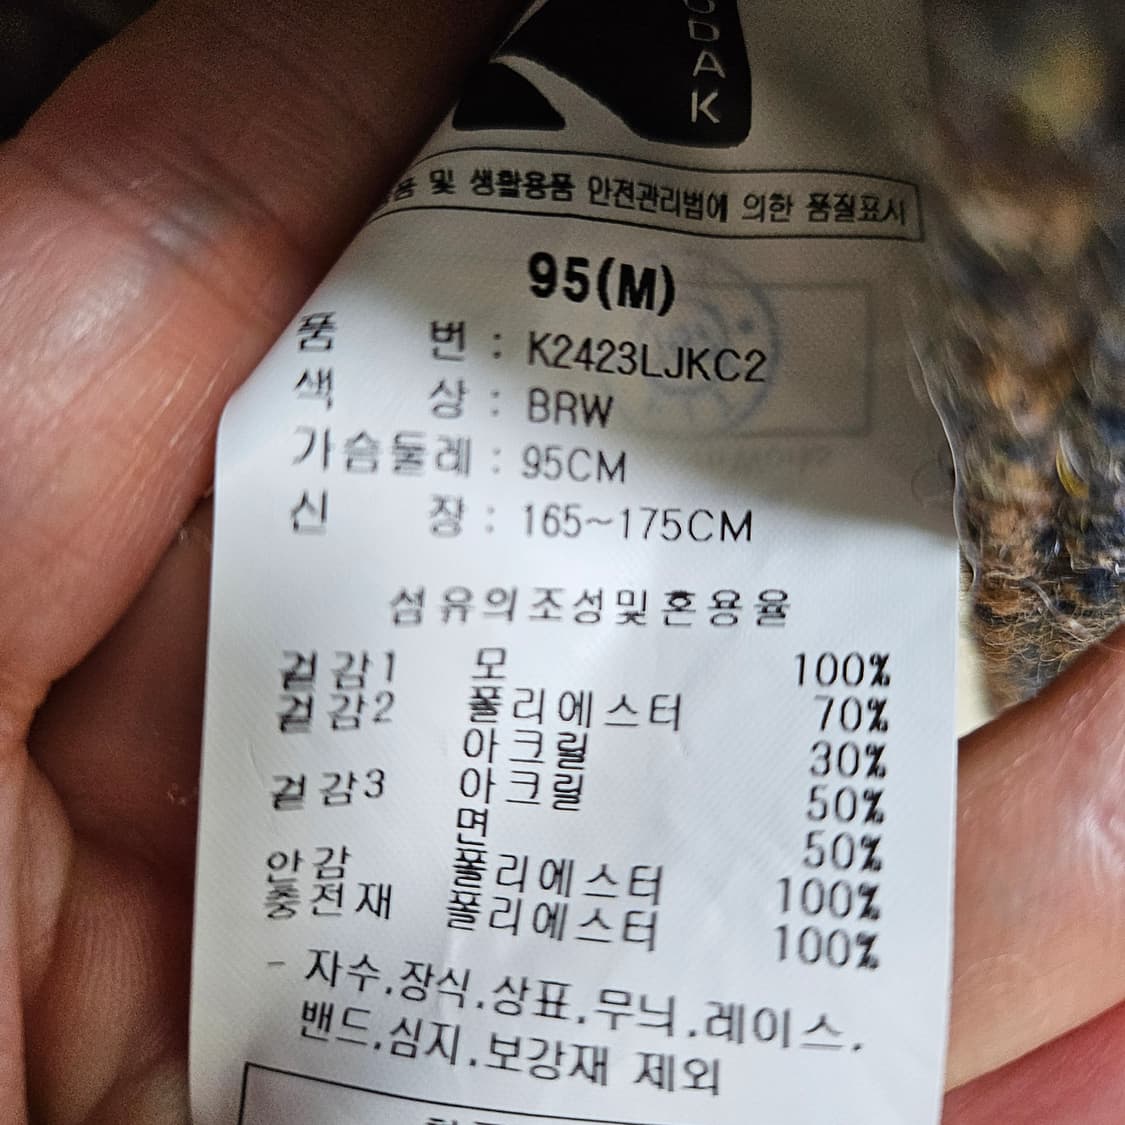 DAK
및 생활용품 안전관리법에 의한 품질표시
95(M)
품 번 : K2423LJKC2
색 상 : BRW
가슴둘레 : 95CM
신 장 : 165~175CM
섬유의조성및혼용율
겉감1 모 100%
겉감2 폴리에스터 70%
아크릴 30%
겉감3 아크릴 50%
면 50%
안감 폴리에스터 100%
충전재 폴리에스터 100%
- 자수.장식.상표.무늬.레이스.
밴드.심지.보강재 제외